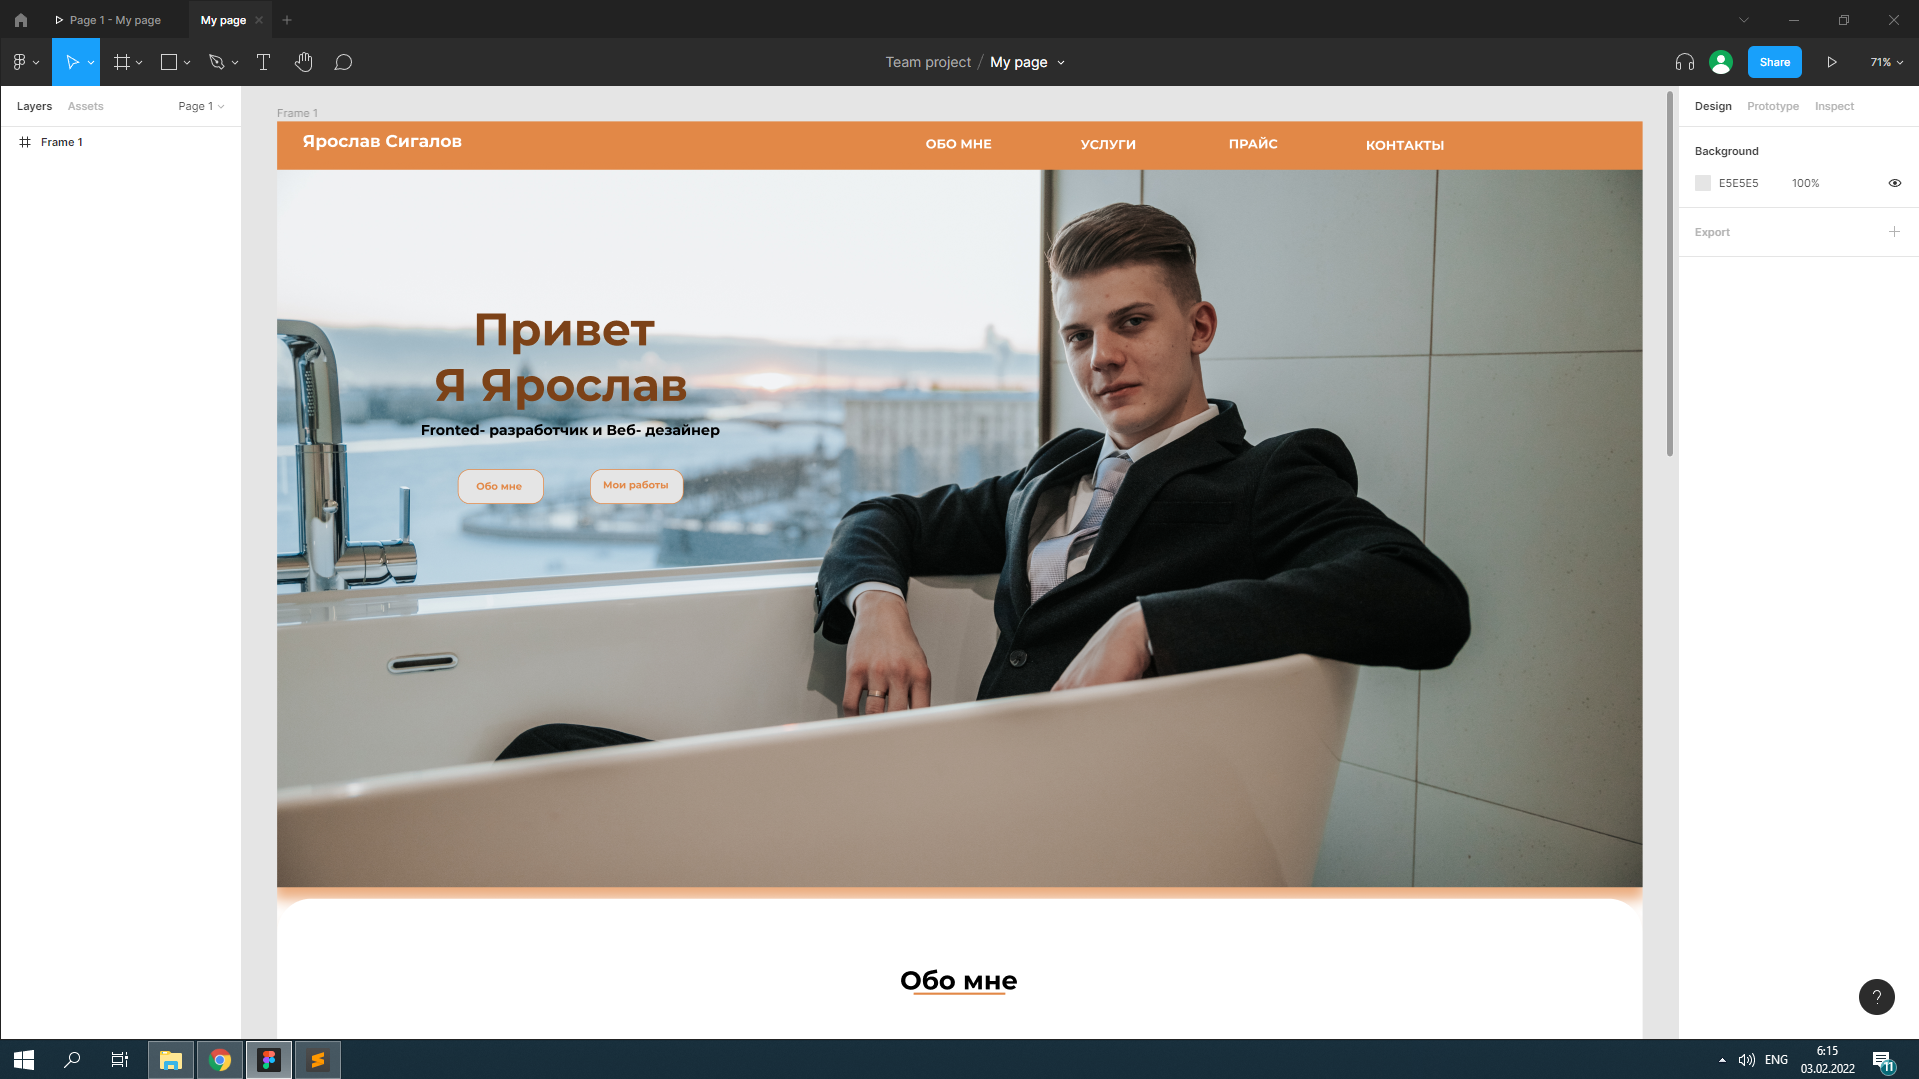 Page 1 - My page
My page
Team project / My page
Share
71%
Layers
Assets
Page 1
Frame 1
Frame 1
Ярослав Сигалов
ОБО МНЕ
УСЛУГИ
ПРАЙС
КОНТАКТЫ
Привет
Я Ярослав
Fronted- разработчик и Веб- дезайнер
Обо мне
Мои работы
Обо мне
Design
Prototype
Inspect
Background
E5E5E5
100%
Export
?
ENG
6:15
03.02.2022
11